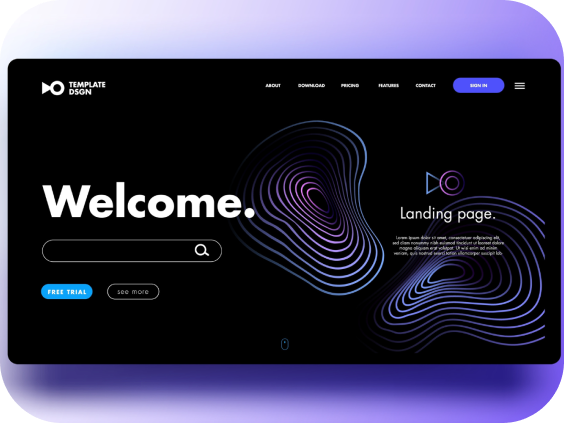 TEMPLATE
DSGN
ABOUT
DOWNLOAD
PRICING
FEATURES
CONTACT
SIGN IN
Welcome.
FREE TRIAL
see more
Landing page.
Lorem ipsum dolor sit amet, consectetuer adipiscing elit,
sed diam nonummy nibh euismod tincidunt ut laoreet dolore
magna aliquam erat volutpat. Ut wisi enim ad minim
veniam, quis nostrud exerci tation ullamcorper suscipit lob